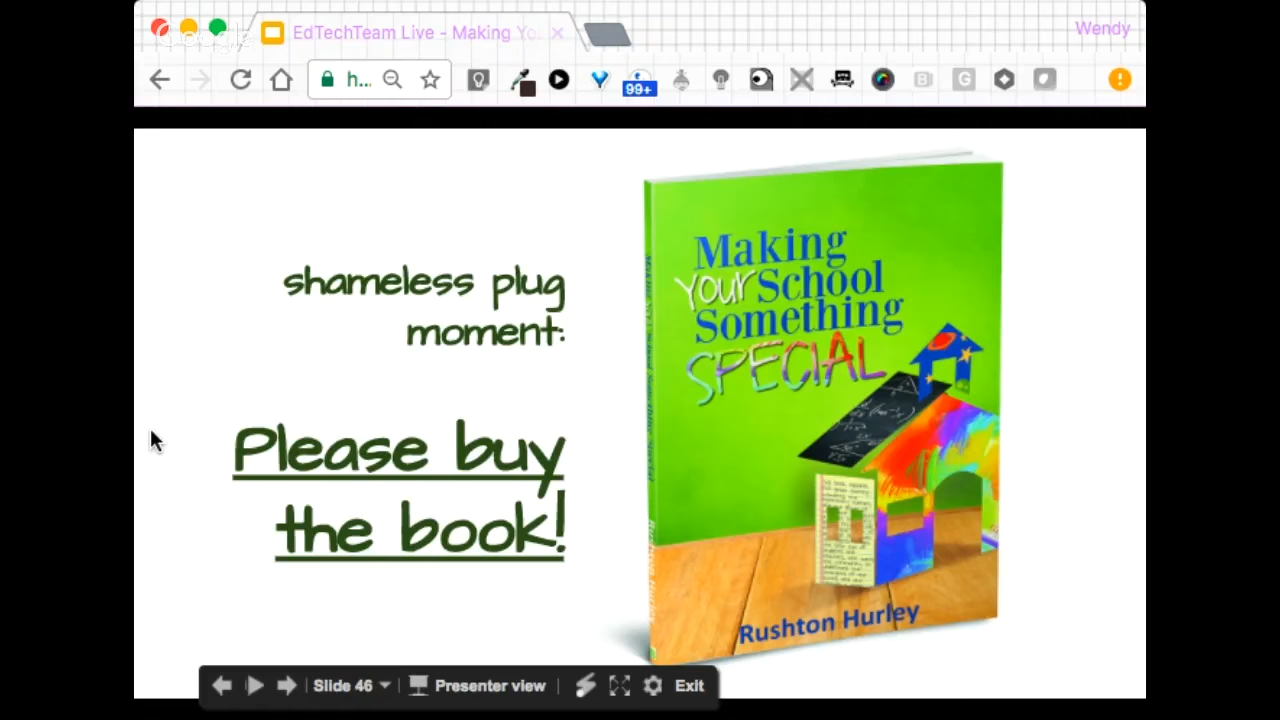 Google
EdTechTeam Live - Making Yo
Wendy
h...
99+
B
G
shameless plug
moment:
Please buy
the book!
Making
Your School
Something
SPECIAL
Rushton Hurley
Slide 46
Presenter view
Exit